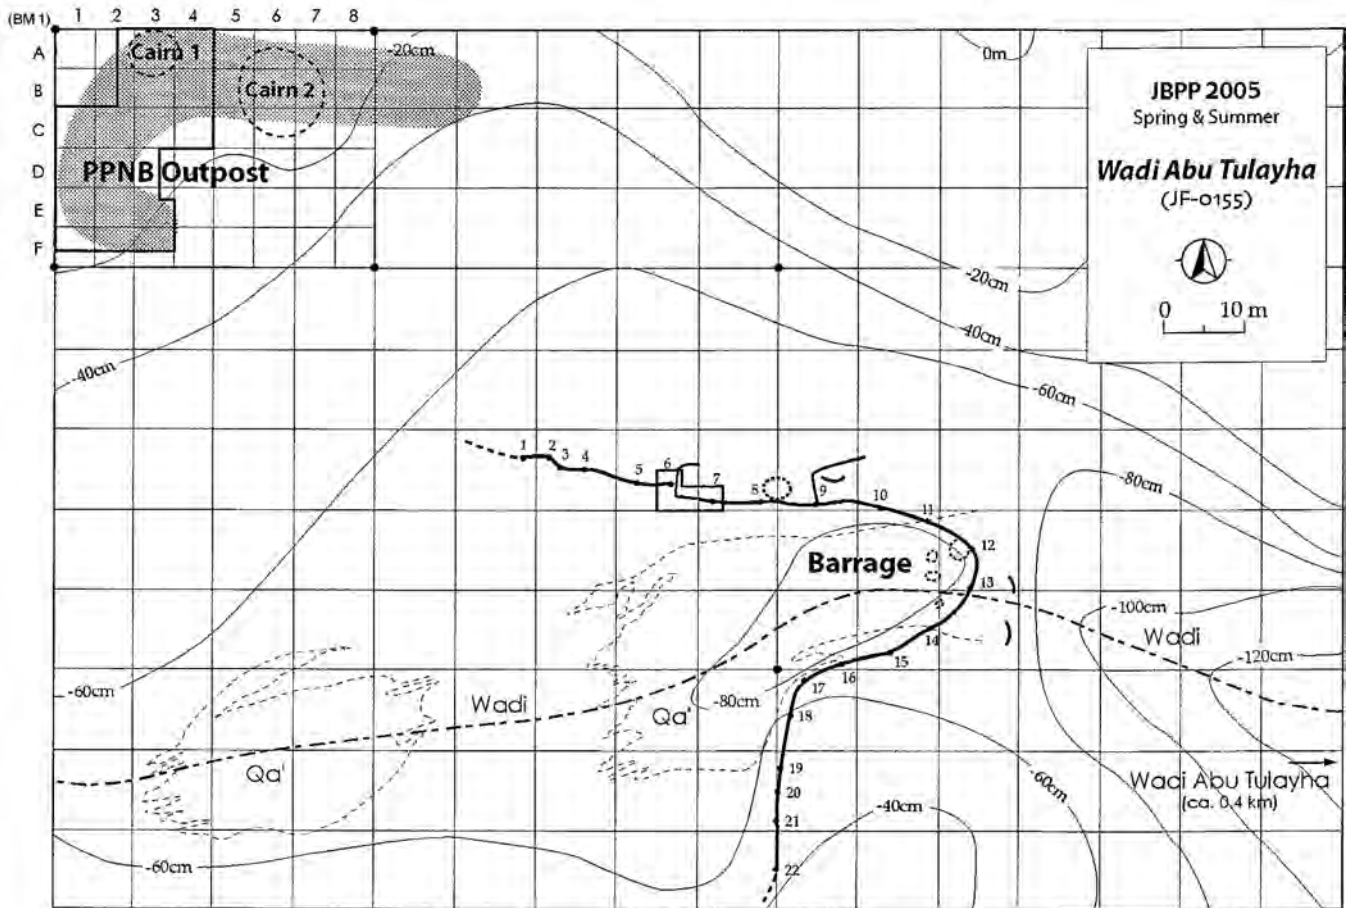 (BM 1) 1 2 3 4 5 6 7 8
A
B
C
D
E
F
Cairn 1
Cairn 2
PPNB Outpost
-20cm
0m
JBPP 2005
Spring & Summer
Wadi Abu Tulayha
(JF-0155)
0 10 m
-20cm
-40cm
-60cm
-40cm
-80cm
1 2 3 4 5 6 7 8 9 10 11 12 13 14 15 16 17 18 19 20 21 22
Barrage
-100cm
Wadi
-120cm
-60cm
Wadi
Qa'
-80cm
Qa'
-60cm
-40cm
Wadi Abu Tulayha
(ca. 0.4 km)
-60cm